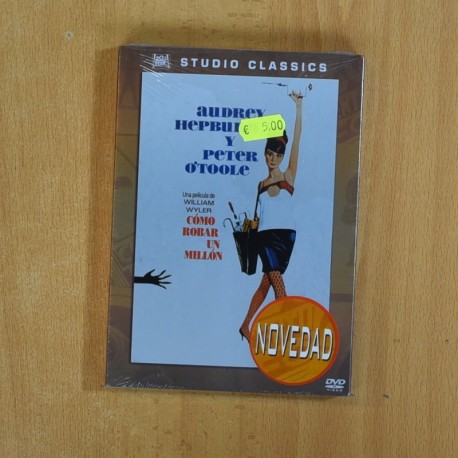 STUDIO CLASSICS
AUDREY
HEPBU
€ 5.00
Y
PETER
O'TOOLE
Una película de
WILLIAM
WYLER
CÓMO
ROBAR
UN
MILLÓN
NOVEDAD
DVD
VIDEO